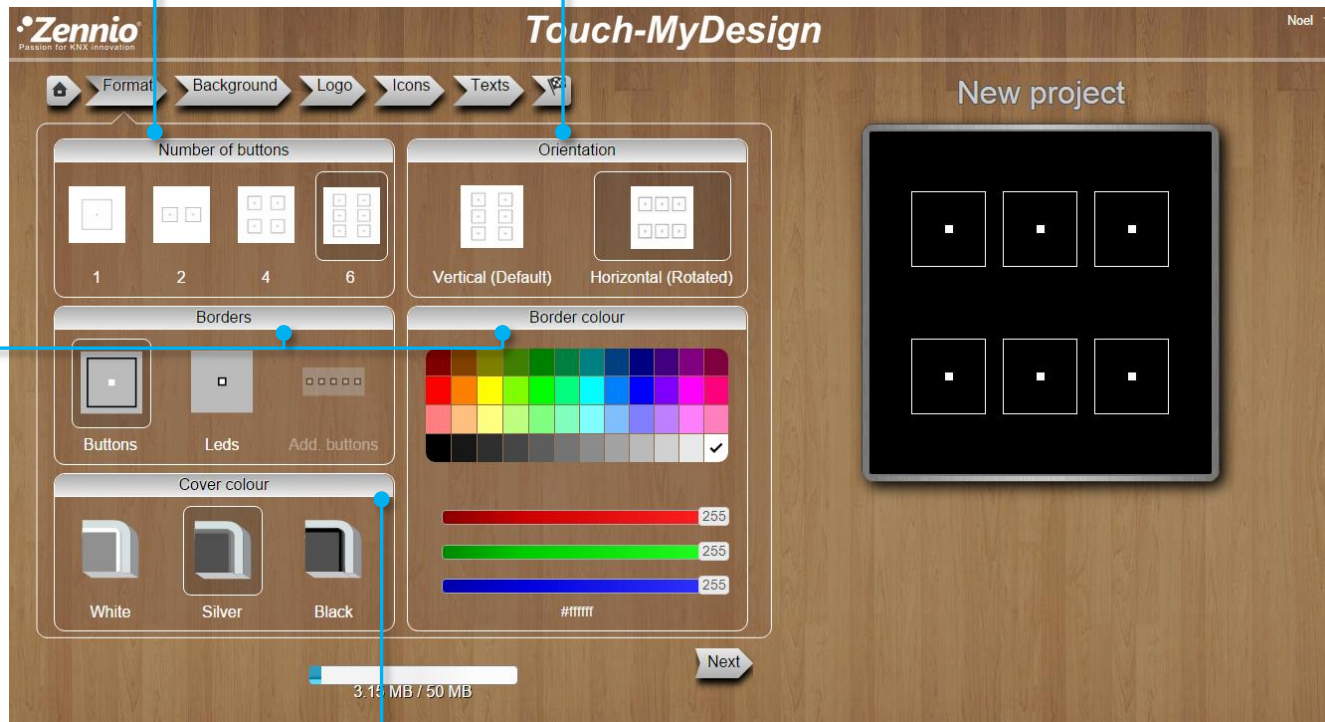 Zennio
Passion for KNX innovation
Touch-MyDesign
Noel
Format
Background
Logo
Icons
Texts
New project
Number of buttons
1
2
4
6
Orientation
Vertical (Default)
Horizontal (Rotated)
Borders
Buttons
Leds
Add. buttons
Border colour
255
255
255
#ffffff
Cover colour
White
Silver
Black
Next
3.15 MB / 50 MB